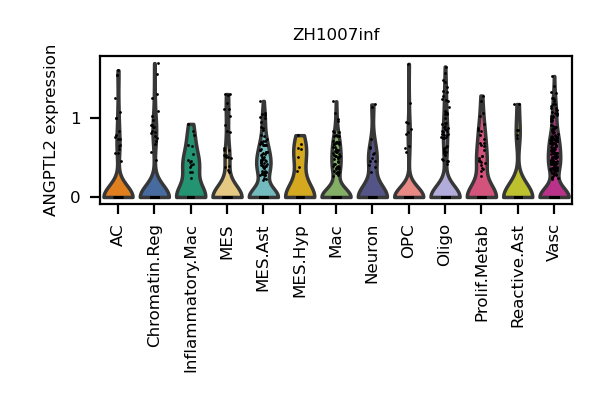 ZH1007inf
ANGPTL2 expression
1
0
AC
Chromatin.Reg
Inflammatory.Mac
MES
MES.Ast
MES.Hyp
Mac
Neuron
OPC
Oligo
Prolif.Metab
Reactive.Ast
Vasc